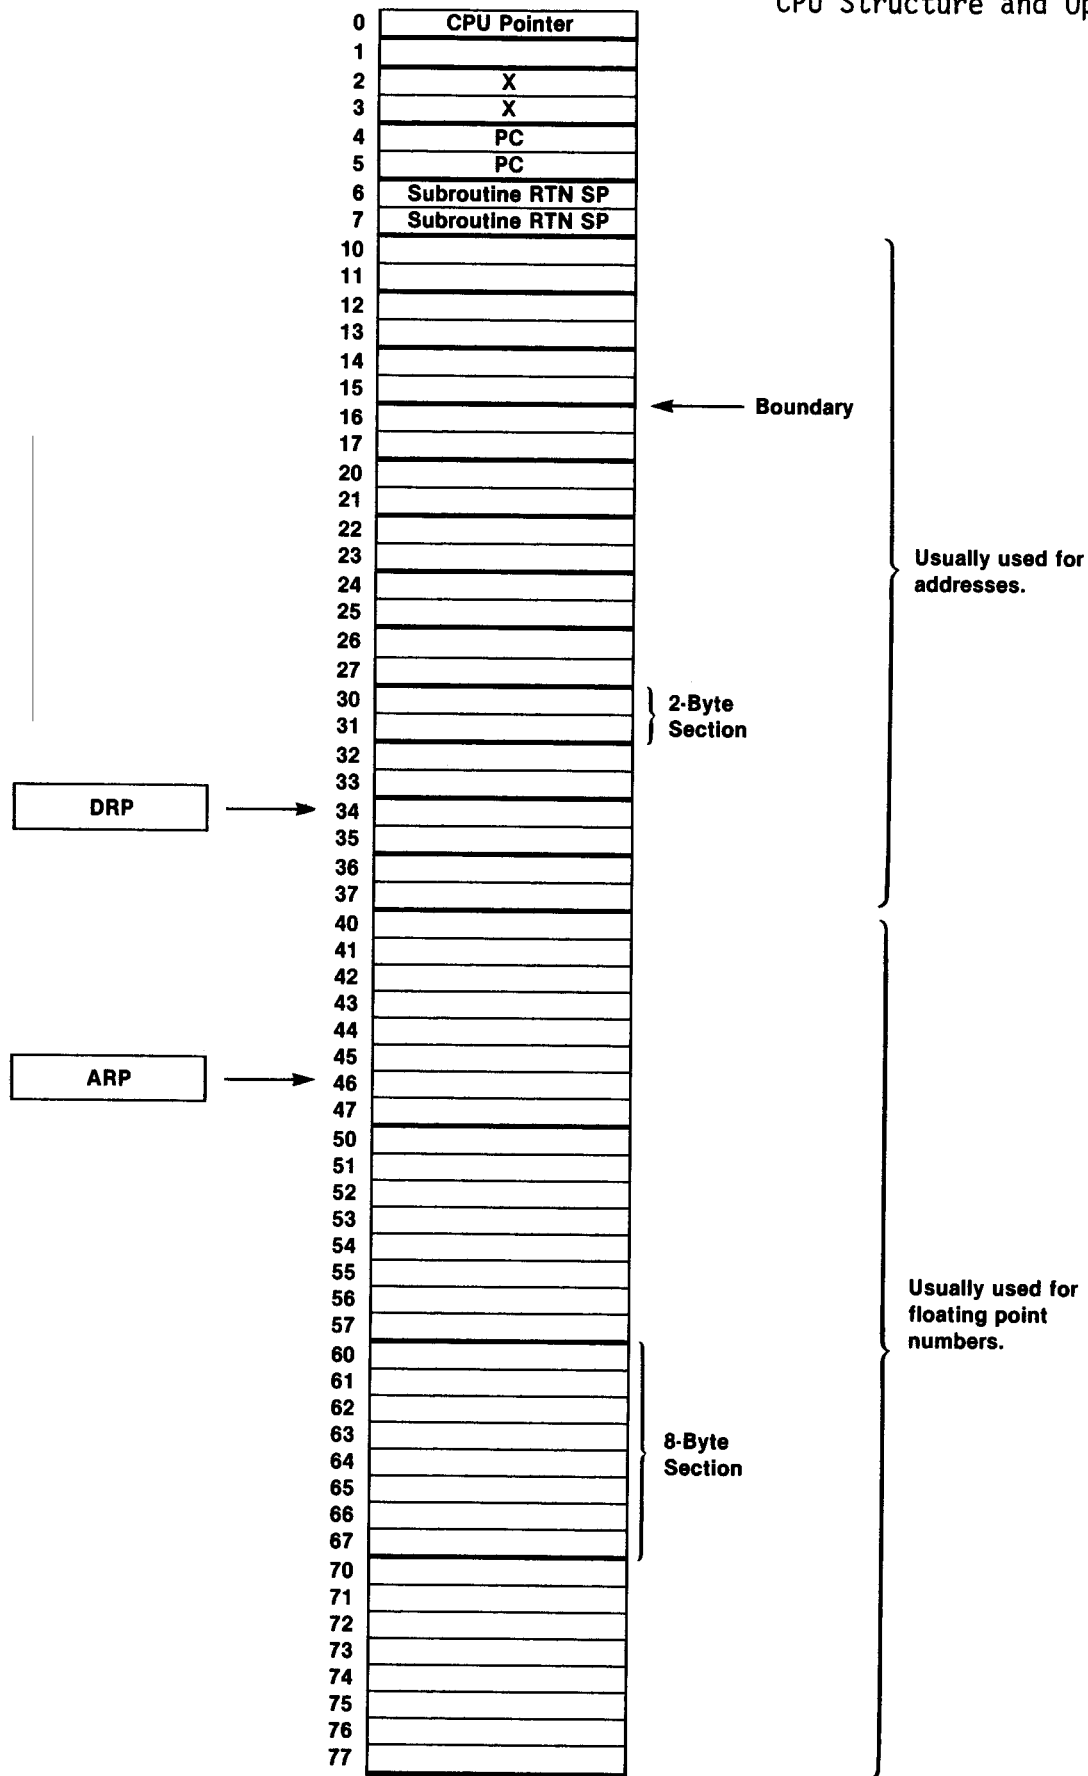 CPU Structure and Op
0 CPU Pointer
1
2 X
3 X
4 PC
5 PC
6 Subroutine RTN SP
7 Subroutine RTN SP
10
11
12
13
14
15
Boundary
16
17
20
21
22
23
Usually used for
addresses.
24
25
26
27
30
31
2-Byte
Section
32
33
DRP
34
35
36
37
40
41
42
43
44
45
ARP
46
47
50
51
52
53
54
55
56
57
Usually used for
floating point
numbers.
60
61
62
63
8-Byte
Section
64
65
66
67
70
71
72
73
74
75
76
77